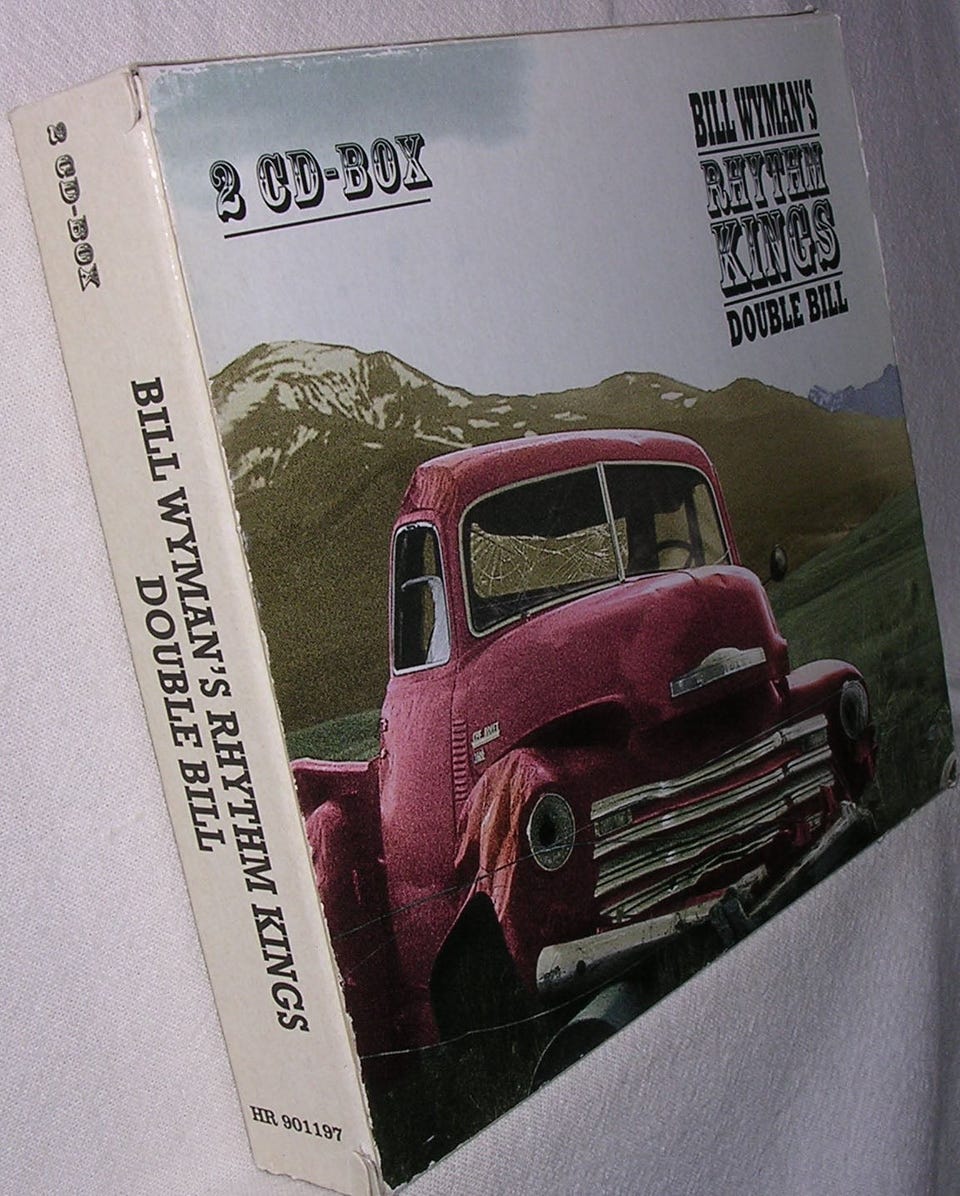 2 CD-BOX
BILL WYMAN'S RHYTHM KINGS
DOUBLE BILL
HR 901197
2 CD-BOX
BILL WYMAN'S
RHYTHM
KINGS
DOUBLE BILL